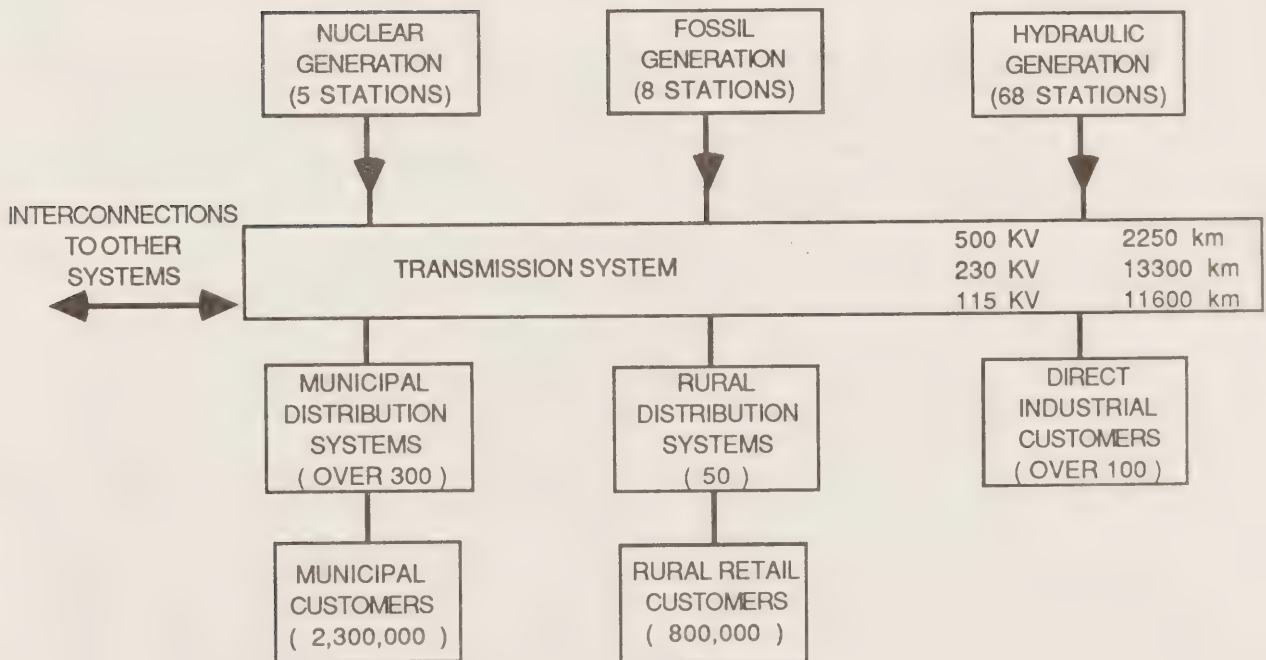 NUCLEAR
GENERATION
(5 STATIONS)
FOSSIL
GENERATION
(8 STATIONS)
HYDRAULIC
GENERATION
(68 STATIONS)
INTERCONNECTIONS
TO OTHER
SYSTEMS
TRANSMISSION SYSTEM
500 KV 2250 km
230 KV 13300 km
115 KV 11600 km
MUNICIPAL
DISTRIBUTION
SYSTEMS
( OVER 300 )
RURAL
DISTRIBUTION
SYSTEMS
( 50 )
DIRECT
INDUSTRIAL
CUSTOMERS
( OVER 100 )
MUNICIPAL
CUSTOMERS
( 2,300,000 )
RURAL RETAIL
CUSTOMERS
( 800,000 )